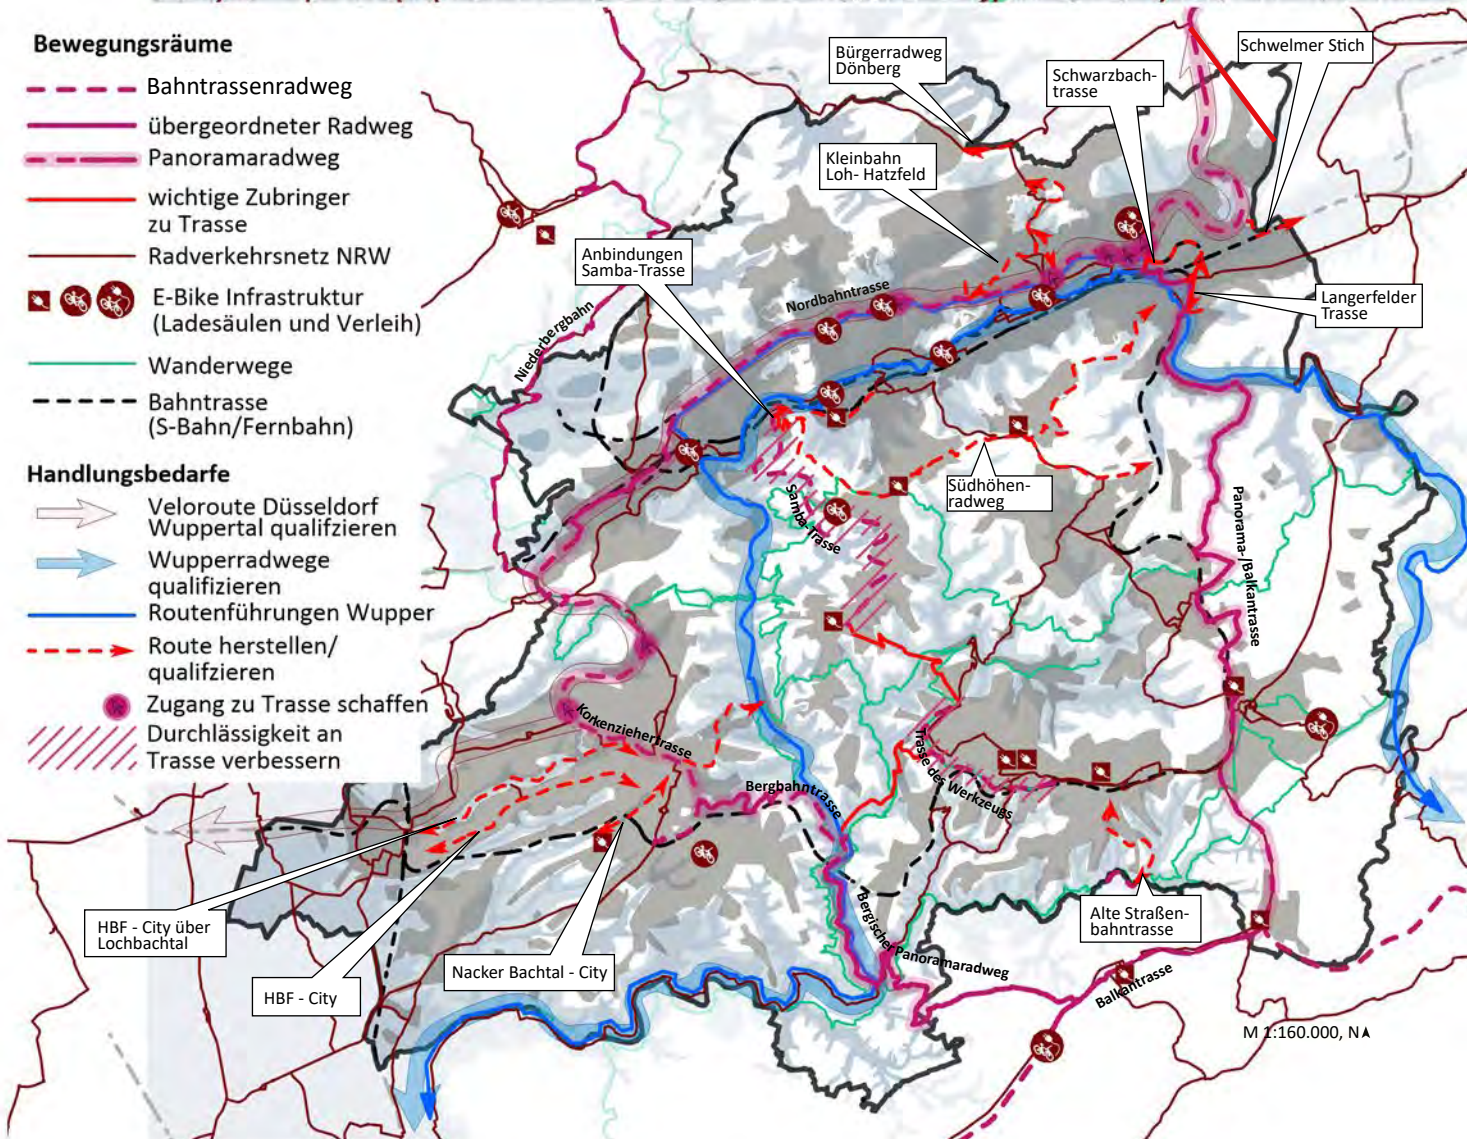 Bewegungsräume
Bahntrassenradweg
übergeordneter Radweg
Panoramaradweg
wichtige Zubringer
zu Trasse
Radverkehrsnetz NRW
E-Bike Infrastruktur
(Ladesäulen und Verleih)
Wanderwege
Bahntrasse
(S-Bahn/Fernbahn)
Handlungsbedarfe
Veloroute Düsseldorf
Wuppertal qualifzieren
Wupperradwege
qualifizieren
Routenführungen Wupper
Route herstellen/
qualifzieren
Zugang zu Trasse schaffen
Durchlässigkeit an
Trasse verbessern
Bürgerradweg
Dönberg
Schwelmer Stich
Schwarzbach-
trasse
Kleinbahn
Loh- Hatzfeld
Anbindungen
Samba-Trasse
Nordbahntrasse
Niederbergbahn
Langerfelder
Trasse
Südhöhen-
radweg
Samba-Trasse
Panorama-/Balkantrasse
Korkenziehertrasse
Bergbahntrasse
Trasse des Werkzeugs
HBF - City über
Lochbachtal
HBF - City
Nacker Bachtal - City
Alte Straßen-
bahntrasse
Bergischer Panoramaradweg
Balkantrasse
M 1:160.000, N